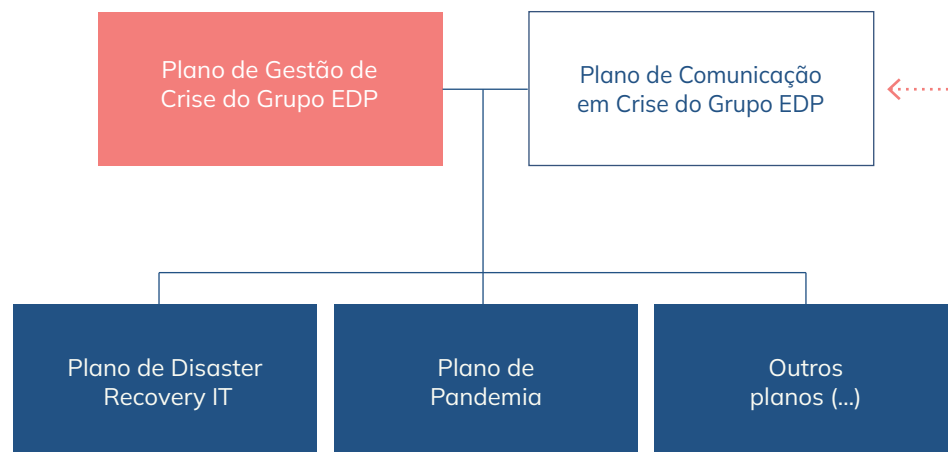 Plano de Gestão de
Crise do Grupo EDP
Plano de Comunicação
em Crise do Grupo EDP
Plano de Disaster
Recovery IT
Plano de
Pandemia
Outros
planos (...)